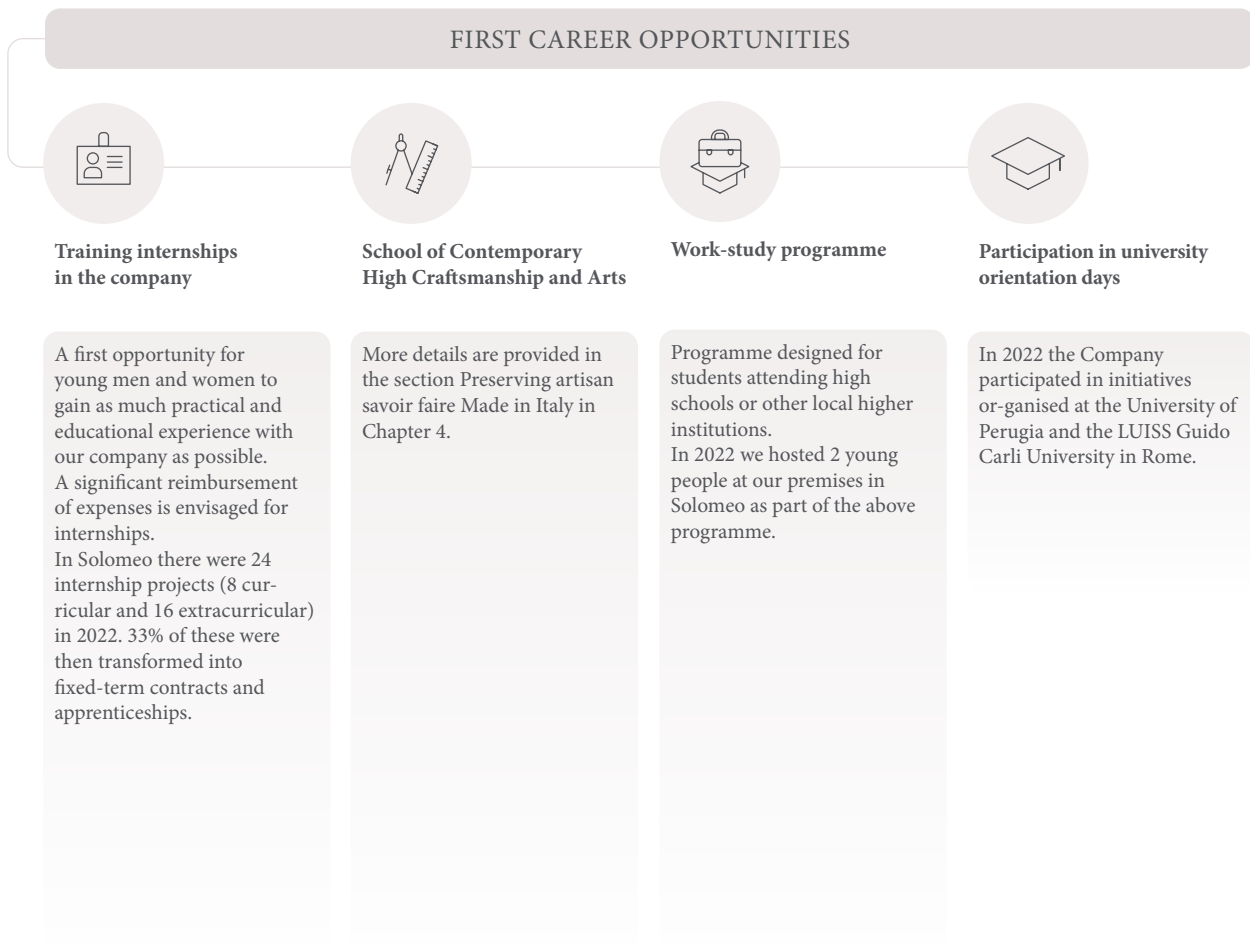 FIRST CAREER OPPORTUNITIES
Training internships
in the company
A first opportunity for
young men and women to
gain as much practical and
educational experience with
our company as possible.
A significant reimbursement
of expenses is envisaged for
internships.
In Solomeo there were 24
internship projects (8 cur-
ricular and 16 extracurricular)
in 2022. 33% of these were
then transformed into
fixed-term contracts and
apprenticeships.
School of Contemporary
High Craftsmanship and Arts
More details are provided in
the section Preserving artisan
savoir faire Made in Italy in
Chapter 4.
Work-study programme
Programme designed for
students attending high
schools or other local higher
institutions.
In 2022 we hosted 2 young
people at our premises in
Solomeo as part of the above
programme.
Participation in university
orientation days
In 2022 the Company
participated in initiatives
or-ganised at the University of
Perugia and the LUISS Guido
Carli University in Rome.